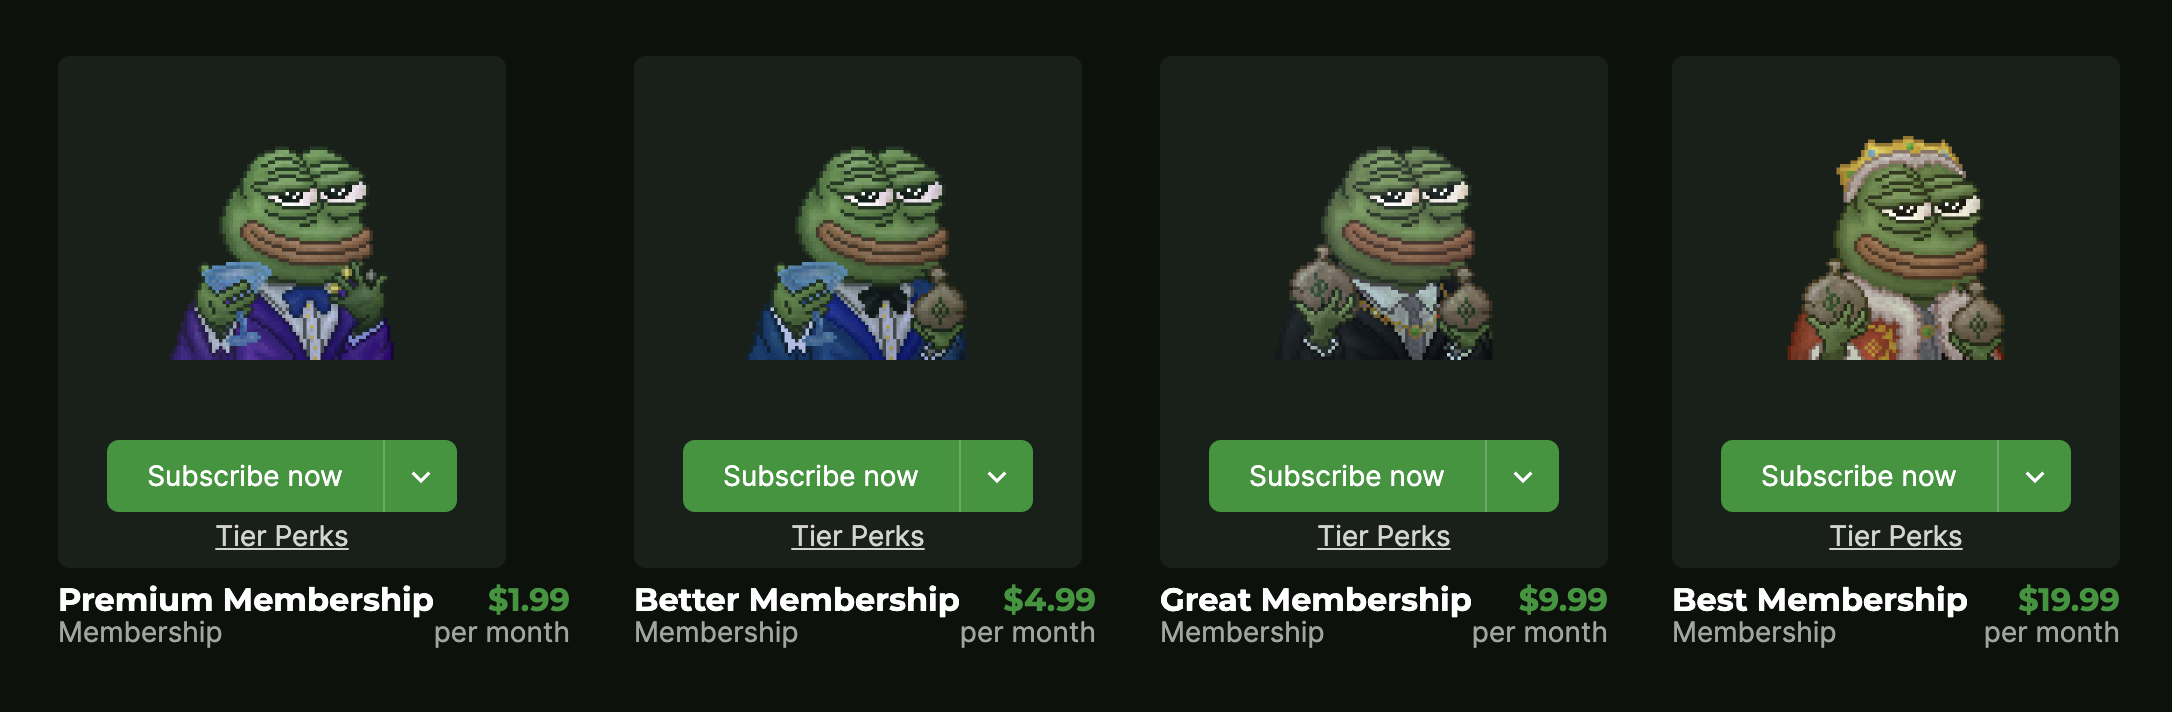 Subscribe now
Tier Perks
Premium Membership $1.99
Membership per month
Subscribe now
Tier Perks
Better Membership $4.99
Membership per month
Subscribe now
Tier Perks
Great Membership $9.99
Membership per month
Subscribe now
Tier Perks
Best Membership $19.99
Membership per month